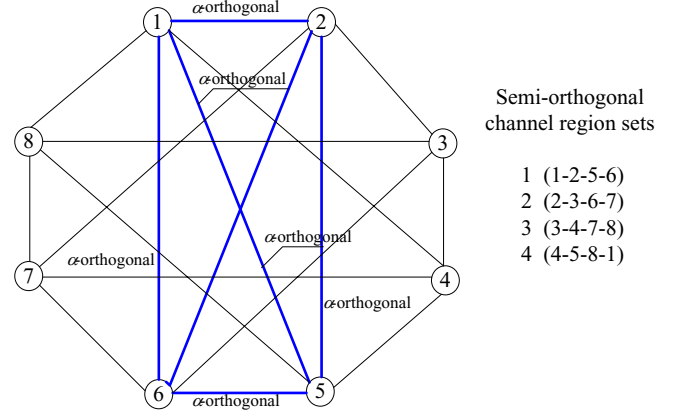 α-orthogonal
1
2
α-orthogonal
Semi-orthogonal
channel region sets
8
3
1 (1-2-5-6)
2 (2-3-6-7)
3 (3-4-7-8)
4 (4-5-8-1)
α-orthogonal
α-orthogonal
7
4
α-orthogonal
6
5
α-orthogonal